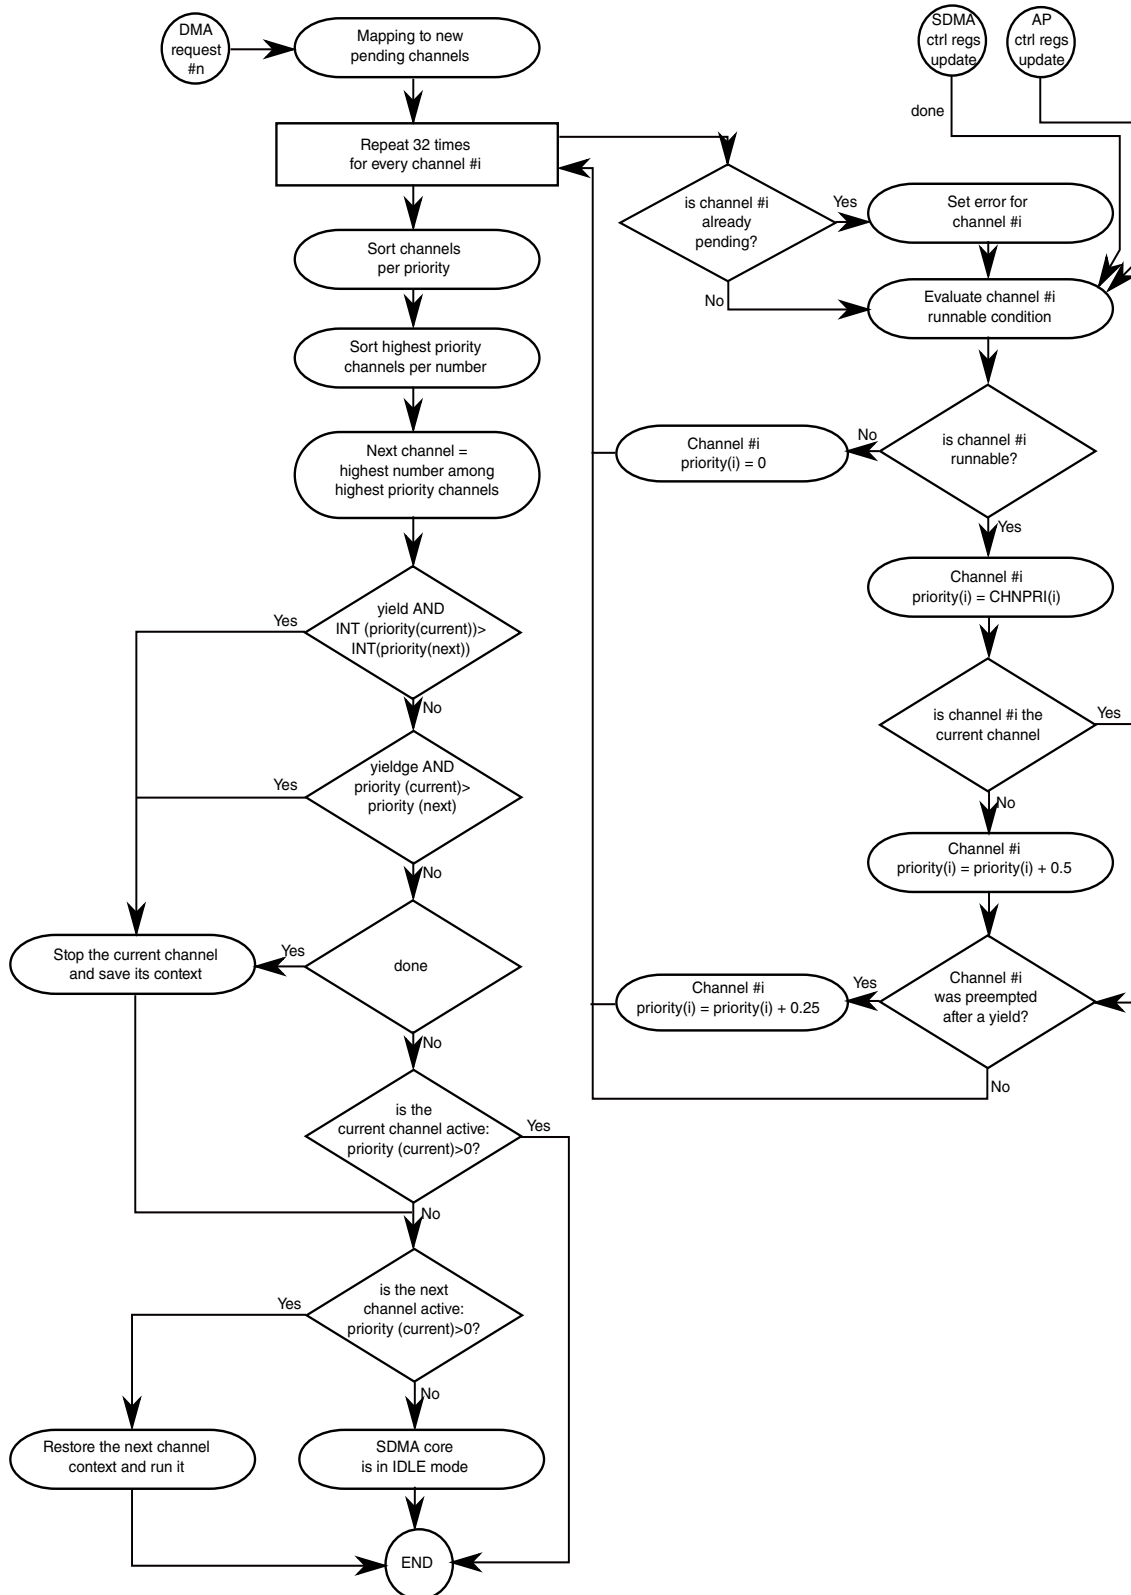 DMA
request
#n
Mapping to new
pending channels
SDMA
ctrl regs
update
AP
ctrl regs
update
done
Repeat 32 times
for every channel #i
is channel #i
already
pending?
Yes
No
Set error for
channel #i
Evaluate channel #i
runnable condition
Sort channels
per priority
Sort highest priority
channels per number
Next channel =
highest number among
highest priority channels
is channel #i
runnable?
No
Yes
Channel #i
priority(i) = 0
Channel #i
priority(i) = CHNPRI(i)
is channel #i the
current channel
Yes
No
Channel #i
priority(i) = priority(i) + 0.5
Channel #i
was preempted
after a yield?
Yes
No
Channel #i
priority(i) = priority(i) + 0.25
yield AND
INT (priority(current))>
INT(priority(next))
Yes
No
yieldge AND
priority (current)>
priority (next)
Yes
No
done
Yes
No
Stop the current channel
and save its context
is the
current channel active:
priority (current)>0?
Yes
No
is the next
channel active:
priority (current)>0?
Yes
No
Restore the next channel
context and run it
SDMA core
is in IDLE mode
END